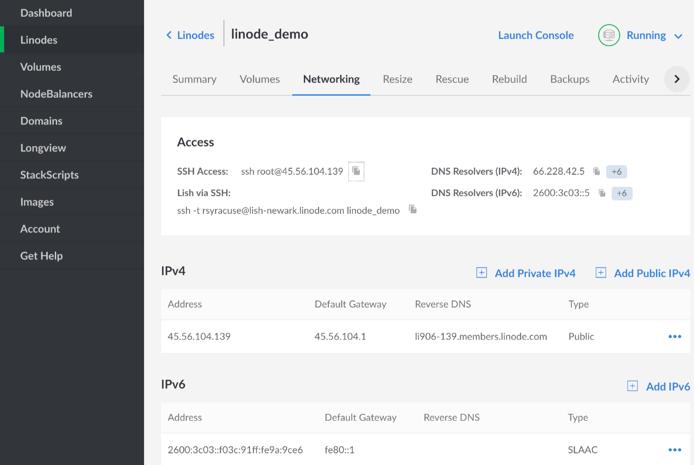 Dashboard
Linodes
Volumes
NodeBalancers
Domains
Longview
StackScripts
Images
Account
Get Help
Linodes linode_demo Launch Console Running
Summary Volumes Networking Resize Rescue Rebuild Backups Activity
Access
SSH Access: ssh root@45.56.104.139 DNS Resolvers (IPv4): 66.228.42.5 +6
Lish via SSH: DNS Resolvers (IPv6): 2600:3c03::5 +6
ssh -t rsyracuse@lish-newark.linode.com linode_demo
IPv4 Add Private IPv4 Add Public IPv4
Address Default Gateway Reverse DNS Type
45.56.104.139 45.56.104.1 li906-139.members.linode.com Public
IPv6 Add IPv6
Address Default Gateway Reverse DNS Type
2600:3c03::f03c:91ff:fe9a:9ce6 fe80::1 SLAAC